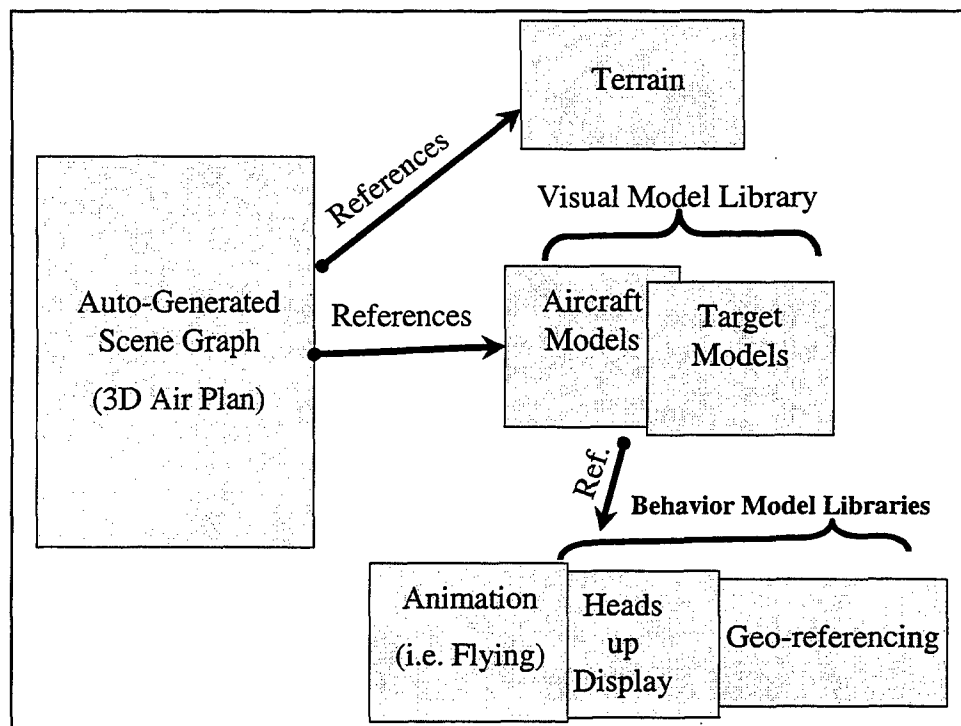 Terrain
References
Visual Model Library
Auto-Generated
Scene Graph
(3D Air Plan)
References
Aircraft
Models
Target
Models
Ref.
Behavior Model Libraries
Animation
(i.e. Flying)
Heads
up
Display
Geo-referencing